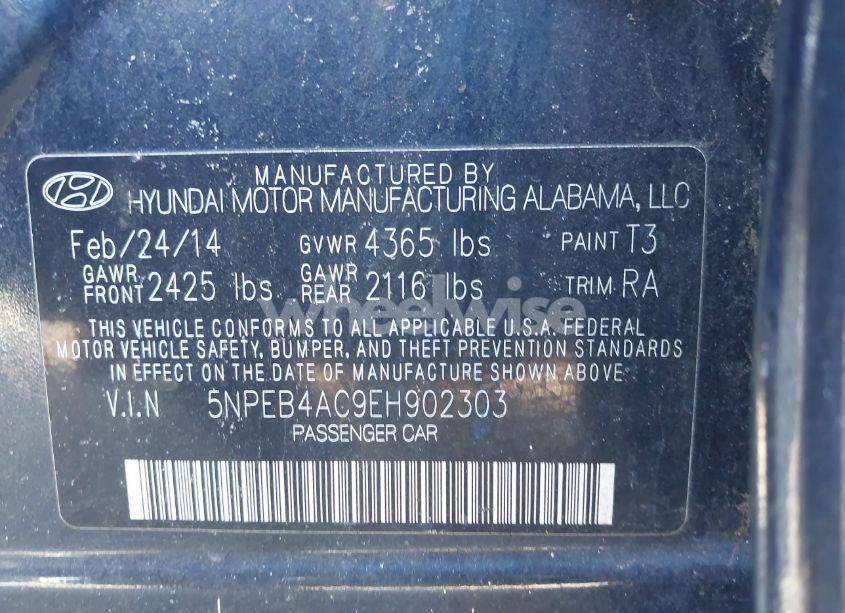 MANUFACTURED BY
HYUNDAI MOTOR MANUFACTURING ALABAMA, LLC
Feb/24/14 GVWR 4365 lbs PAINT T3
GAWR FRONT 2425 lbs GAWR REAR 2116 lbs TRIM RA
wheelwise
THIS VEHICLE CONFORMS TO ALL APPLICABLE U.S.A. FEDERAL
MOTOR VEHICLE SAFETY, BUMPER, AND THEFT PREVENTION STANDARDS
IN EFFECT ON THE DATE OF MANUFACTURE SHOWN ABOVE.
V.I.N 5NPEB4AC9EH902303
PASSENGER CAR